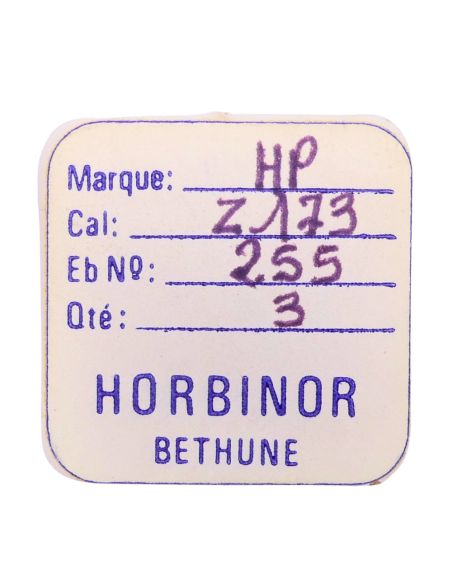 Marque: HP
Cal: Z173
Eb Nº: 255
Qté: 3
HORBINOR
BETHUNE